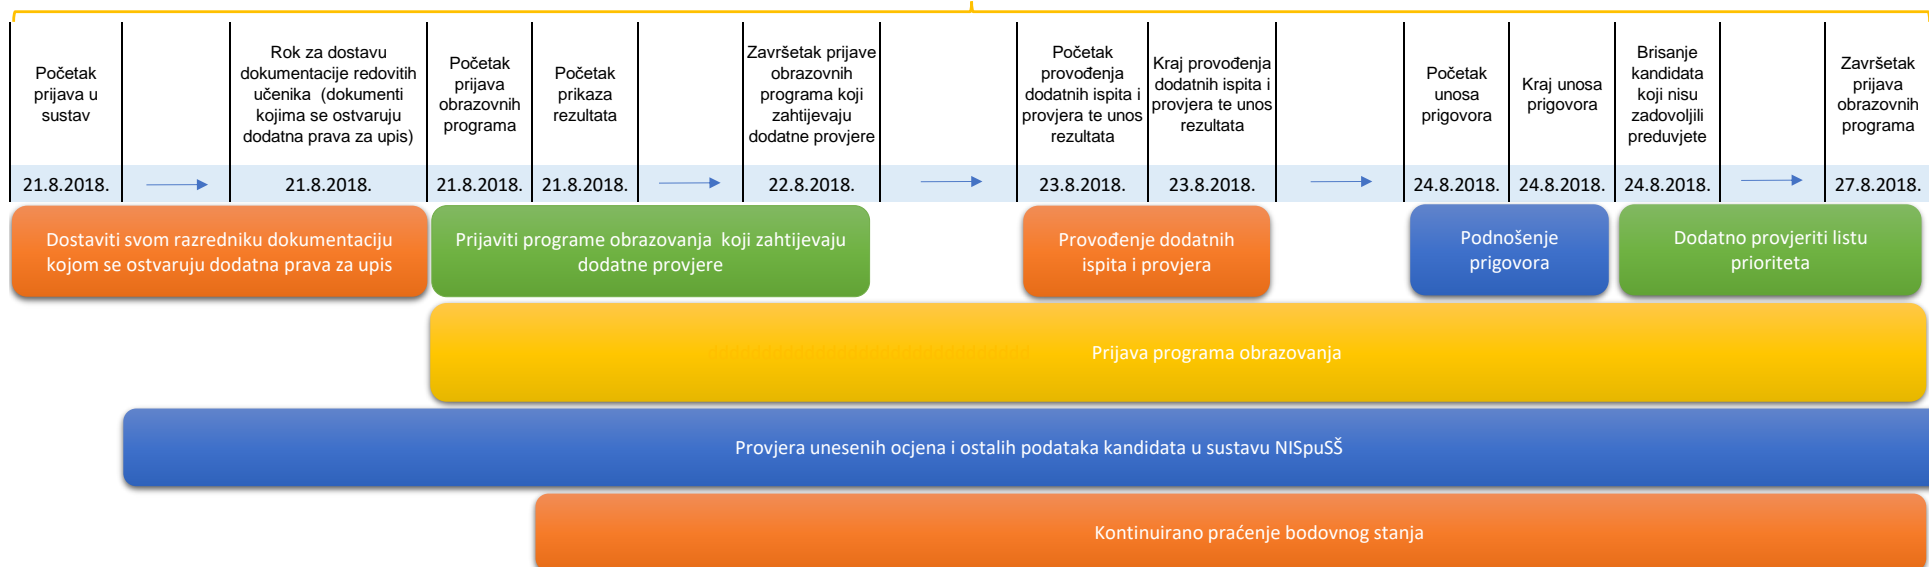 Početak
prijava u
sustav
Rok za dostavu
dokumentacije redovitih
učenika (dokumenti
kojima se ostvaruju
dodatna prava za upis)
Početak
prijava
obrazovnih
programa
Početak
prikaza
rezultata
Završetak prijave
obrazovnih
programa koji
zahtijevaju
dodatne provjere
Početak
provođenja
dodatnih ispita i
provjera te unos
rezultata
Kraj provođenja
dodatnih ispita i
provjera te unos
rezultata
Početak
unosa
prigovora
Kraj unosa
prigovora
Brisanje
kandidata
koji nisu
zadovoljili
preduvjete
Završetak
prijava
obrazovnih
programa
21.8.2018. 21.8.2018. 21.8.2018. 21.8.2018. 22.8.2018. 23.8.2018. 23.8.2018. 24.8.2018. 24.8.2018. 24.8.2018. 27.8.2018.
Dostaviti svom razredniku dokumentaciju
kojom se ostvaruju dodatna prava za upis
Prijaviti programe obrazovanja koji zahtijevaju
dodatne provjere
Provođenje dodatnih
ispita i provjera
Podnošenje
prigovora
Dodatno provjeriti listu
prioriteta
Prijava programa obrazovanja
Provjera unesenih ocjena i ostalih podataka kandidata u sustavu NISpuSŠ
Kontinuirano praćenje bodovnog stanja